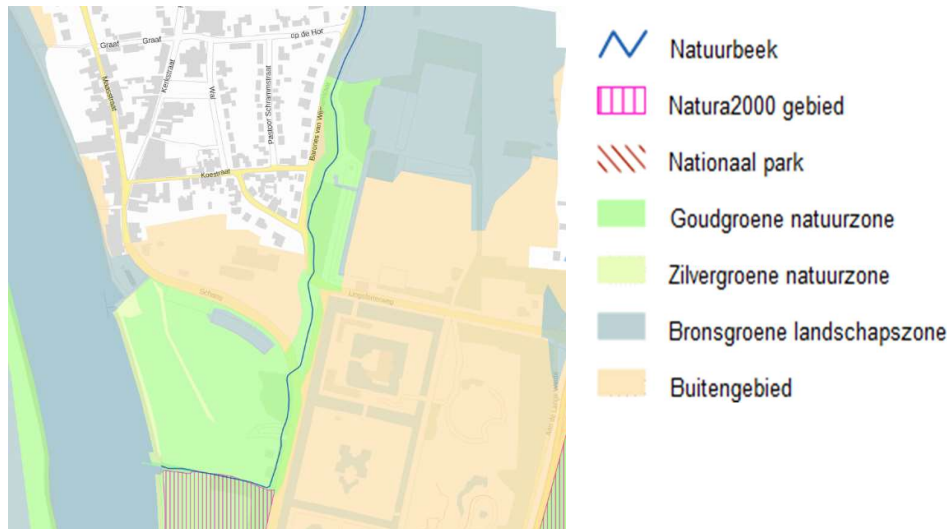 op de Hor
Graaf
Graaf
Kerkstraat
Maasstraat
Wal
Pastoor Schrammstraat
Koestraat
Natuurbeek
Natura2000 gebied
Nationaal park
Goudgroene natuurzone
Zilvergroene natuurzone
Bronsgroene landschapszone
Buitengebied